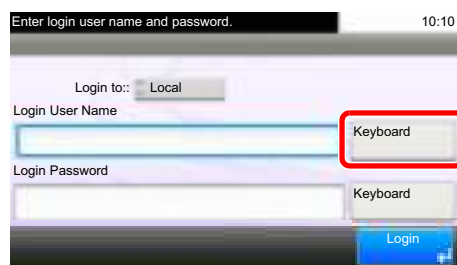 Enter login user name and password. 10:10
Login to:: Local
Login User Name
Keyboard
Login Password
Keyboard
Login